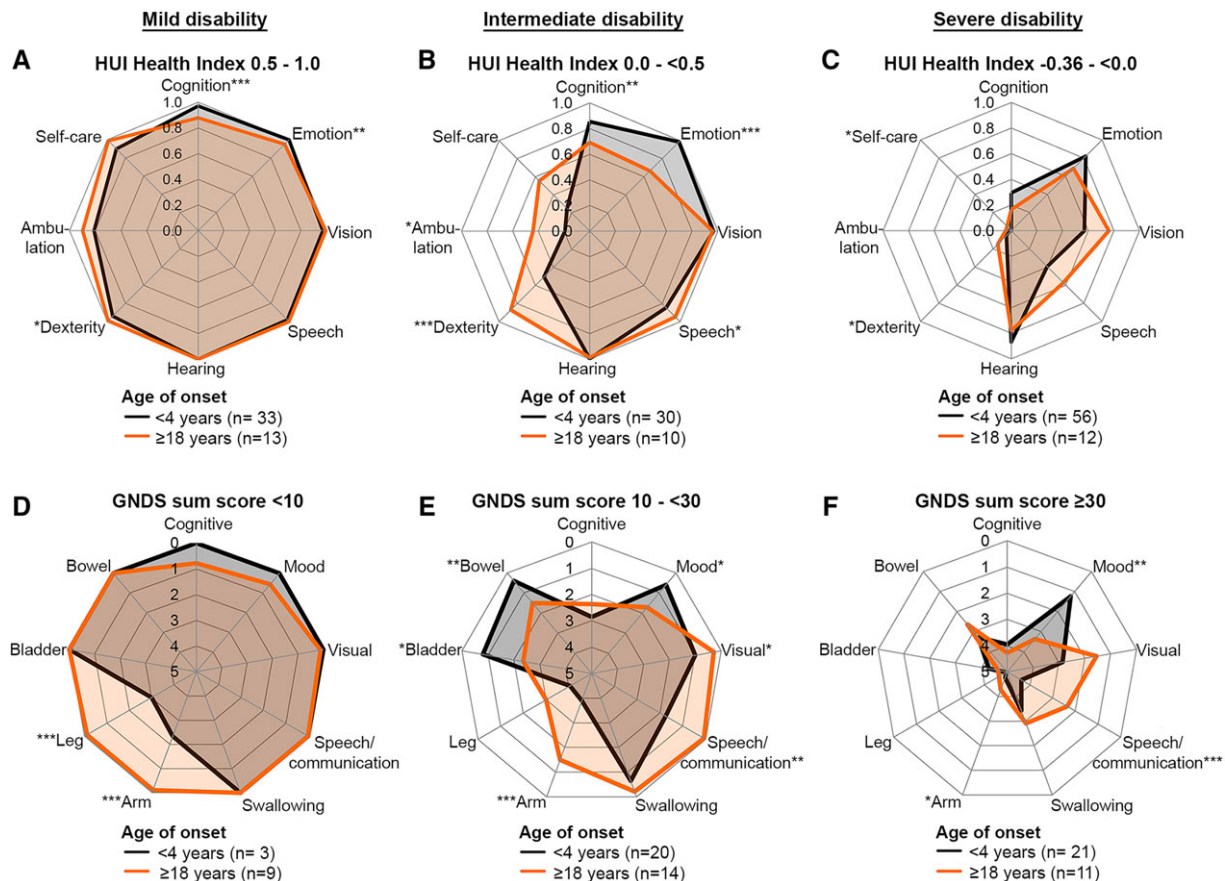 Mild disability
Intermediate disability
Severe disability
A
HUI Health Index 0.5 - 1.0
Cognition***
1.0
0.8
0.6
0.4
0.2
0.0
Emotion**
Vision
Speech
Hearing
*Dexterity
Ambu-
lation
Self-care
Age of onset
<4 years (n= 33)
≥18 years (n=13)
B
HUI Health Index 0.0 - <0.5
Cognition**
1.0
0.8
0.6
0.4
0.2
0.0
Emotion***
Vision
Speech*
Hearing
***Dexterity
*Ambu-
lation
Self-care
Age of onset
<4 years (n= 30)
≥18 years (n=10)
C
HUI Health Index -0.36 - <0.0
Cognition
1.0
0.8
0.6
0.4
0.2
0.0
Emotion
Vision
Speech
Hearing
*Dexterity
Ambu-
lation
*Self-care
Age of onset
<4 years (n= 56)
≥18 years (n=12)
D
GNDS sum score <10
Cognitive
0
1
2
3
4
5
Mood
Visual
Speech/
communication
Swallowing
***Arm
***Leg
Bladder
Bowel
Age of onset
<4 years (n= 3)
≥18 years (n=9)
E
GNDS sum score 10 - <30
Cognitive
0
1
2
3
4
5
Mood*
Visual*
Speech/
communication**
Swallowing
***Arm
Leg
*Bladder
**Bowel
Age of onset
<4 years (n=20)
≥18 years (n=14)
F
GNDS sum score ≥30
Cognitive
0
1
2
3
4
5
Mood**
Visual
Speech/
communication***
Swallowing
*Arm
Leg
Bladder
Bowel
Age of onset
<4 years (n= 21)
≥18 years (n=11)